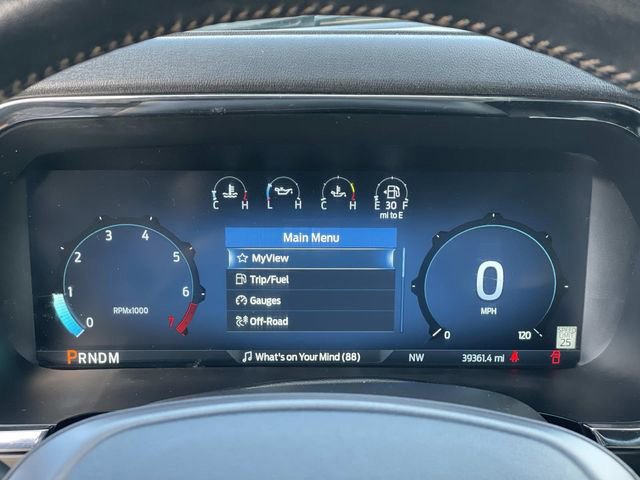 C H
L H
C H
E 30 F
mi to E
Main Menu
MyView
Trip/Fuel
Gauges
Off-Road
0 1 2 3 4 5 6 7
RPMx1000
0
MPH
0 120
SPEED
LIMIT
25
PRNDM
What's on Your Mind (88)
NW
39361.4 mi